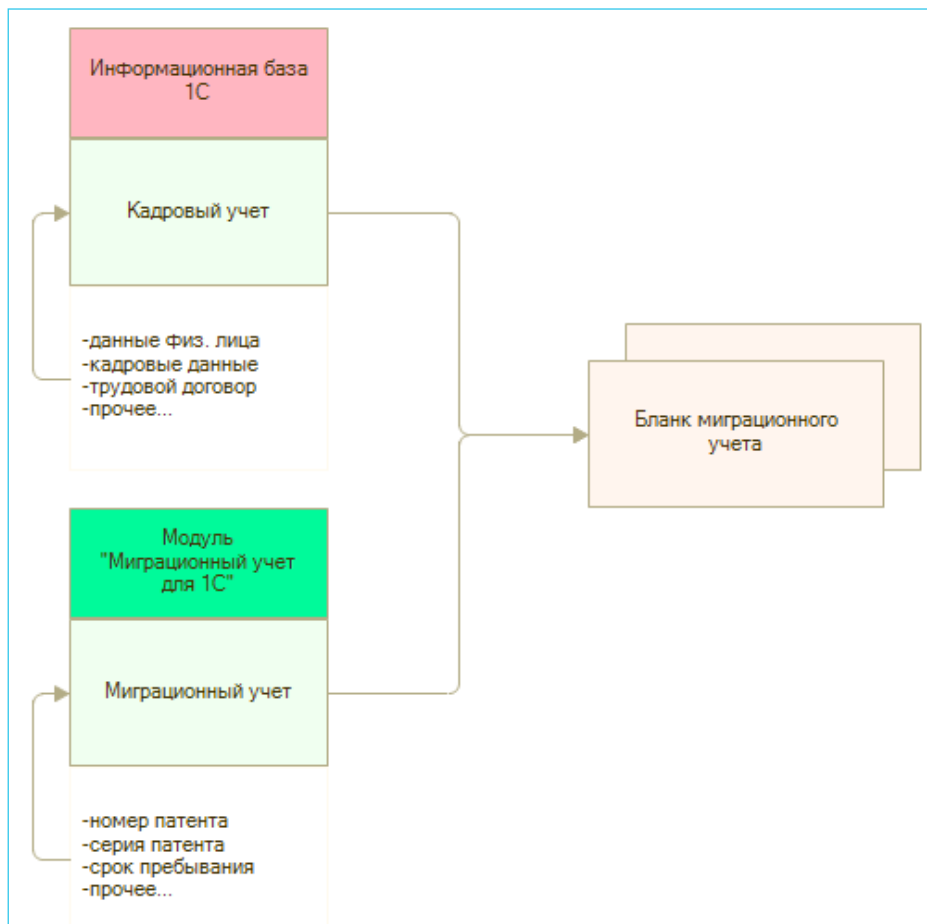 Информационная база
1С
Кадровый учет
-данные физ. лица
-кадровые данные
-трудовой договор
-прочее...
Бланк миграционного
учета
Модуль
"Миграционный учет
для 1С"
Миграционный учет
-номер патента
-серия патента
-срок пребывания
-прочее...